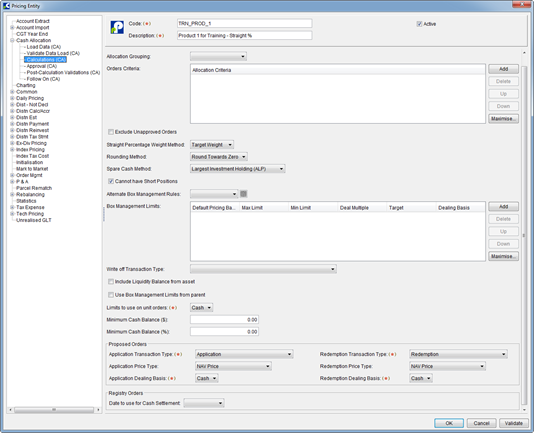 Pricing Entity
Account Extract
Account Import
CGT Year End
Cash Allocation
Load Data (CA)
Validate Data Load (CA)
Calculations (CA)
Approval (CA)
Post-Calculation Validations (CA)
Follow On (CA)
Charting
Common
Daily Pricing
Dist - Not Decl
Distn Calc/Accr
Distn Est
Distn Payment
Distn Reinvest
Distn Tax Stmt
Ex-Div Pricing
Index Pricing
Index Tax Cost
Initialisation
Mark to Market
Order Mgmt
P & A
Parcel Rematch
Rebalancing
Statistics
Tax Expense
Tech Pricing
Unrealised GLT
Code: (*) TRN_PROD_1
Active
Description: (*) Product 1 for Training - Straight %
Allocation Grouping:
Orders Criteria: Allocation Criteria
Add
Delete
Up
Down
Maximise...
Exclude Unapproved Orders
Straight Percentage Weight Method: Target Weight
Rounding Method: Round Towards Zero
Spare Cash Method: Largest Investment Holding (ALP)
Cannot have Short Positions
Alternate Box Management Rules:
Box Management Limits: Default Pricing Ba... Max Limit Min Limit Deal Multiple Target Dealing Basis
Add
Delete
Up
Down
Maximise...
Write off Transaction Type:
Include Liquidity Balance from asset
Use Box Management Limits from parent
Limits to use on unit orders: (*) Cash
Minimum Cash Balance ($): 0.00
Minimum Cash Balance (%): 0.00
Proposed Orders
Application Transaction Type: (*) Application Redemption Transaction Type: (*) Redemption
Application Price Type: NAV Price Redemption Price Type: NAV Price
Application Dealing Basis: (*) Cash Redemption Dealing Basis: (*) Cash
Registry Orders
Date to use for Cash Settlement:
OK Cancel Validate